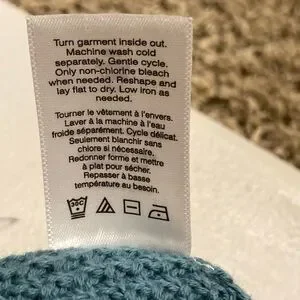 Turn garment inside out.
Machine wash cold
separately. Gentle cycle.
Only non-chlorine bleach
when needed. Reshape and
lay flat to dry. Low iron as
needed.
Tourner le vêtement à l'envers.
Laver à la machine à l'eau
froide séparément. Cycle délicat.
Seulement blanchir sans
chlore si nécessaire.
Redonner forme et mettre
à plat pour sécher.
Repasser à basse
température au besoin.
30C